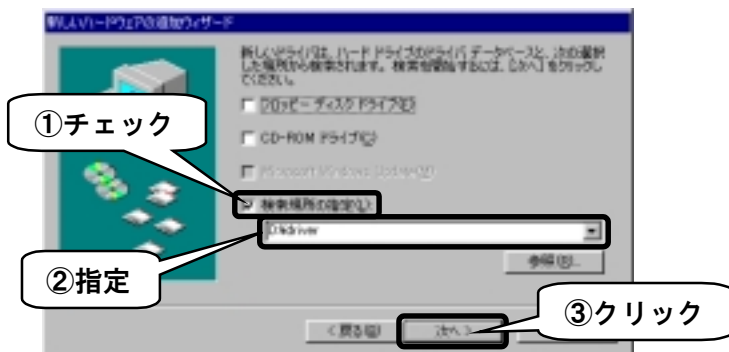 新しいハードウェアの追加ウィザード
新しいドライバは、ハード ドライブのドライバ データベースと、次の選択
した場所から検索されます。検索を開始するには、[次へ] をクリックし
てください。
フロッピー ディスク ドライブ(F)
①チェック
CD-ROM ドライブ(C)
Microsoft Windows Update(M)
検索場所の指定(L):
D:¥driver
②指定
参照(R)...
③クリック
< 戻る(B)
次へ >